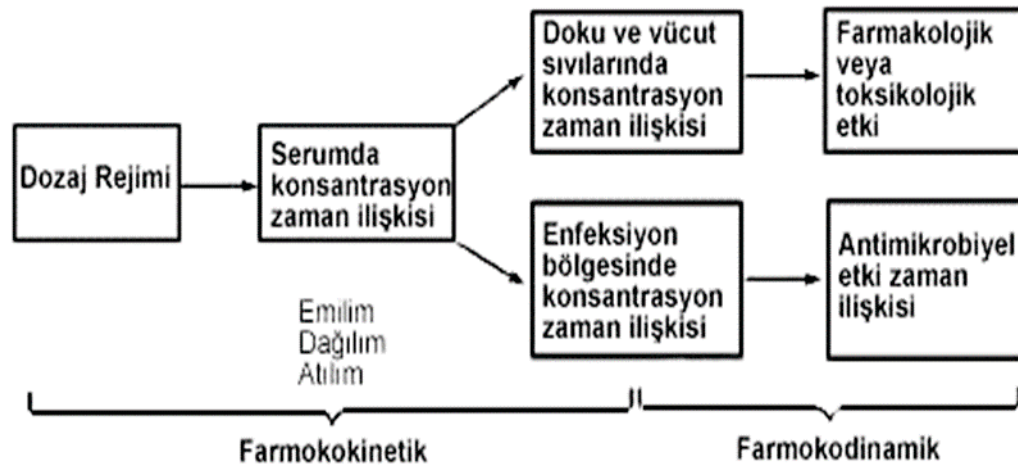 Dozaj Rejimi
Serumda
konsantrasyon
zaman ilişkisi
Doku ve vücut
sıvılarında
konsantrasyon
zaman ilişkisi
Farmakolojik
veya
toksikolojik
etki
Enfeksiyon
bölgesinde
konsantrasyon
zaman ilişkisi
Antimikrobiyel
etki zaman
ilişkisi
Emilim
Dağılım
Atılım
Farmokokinetik
Farmokodinamik